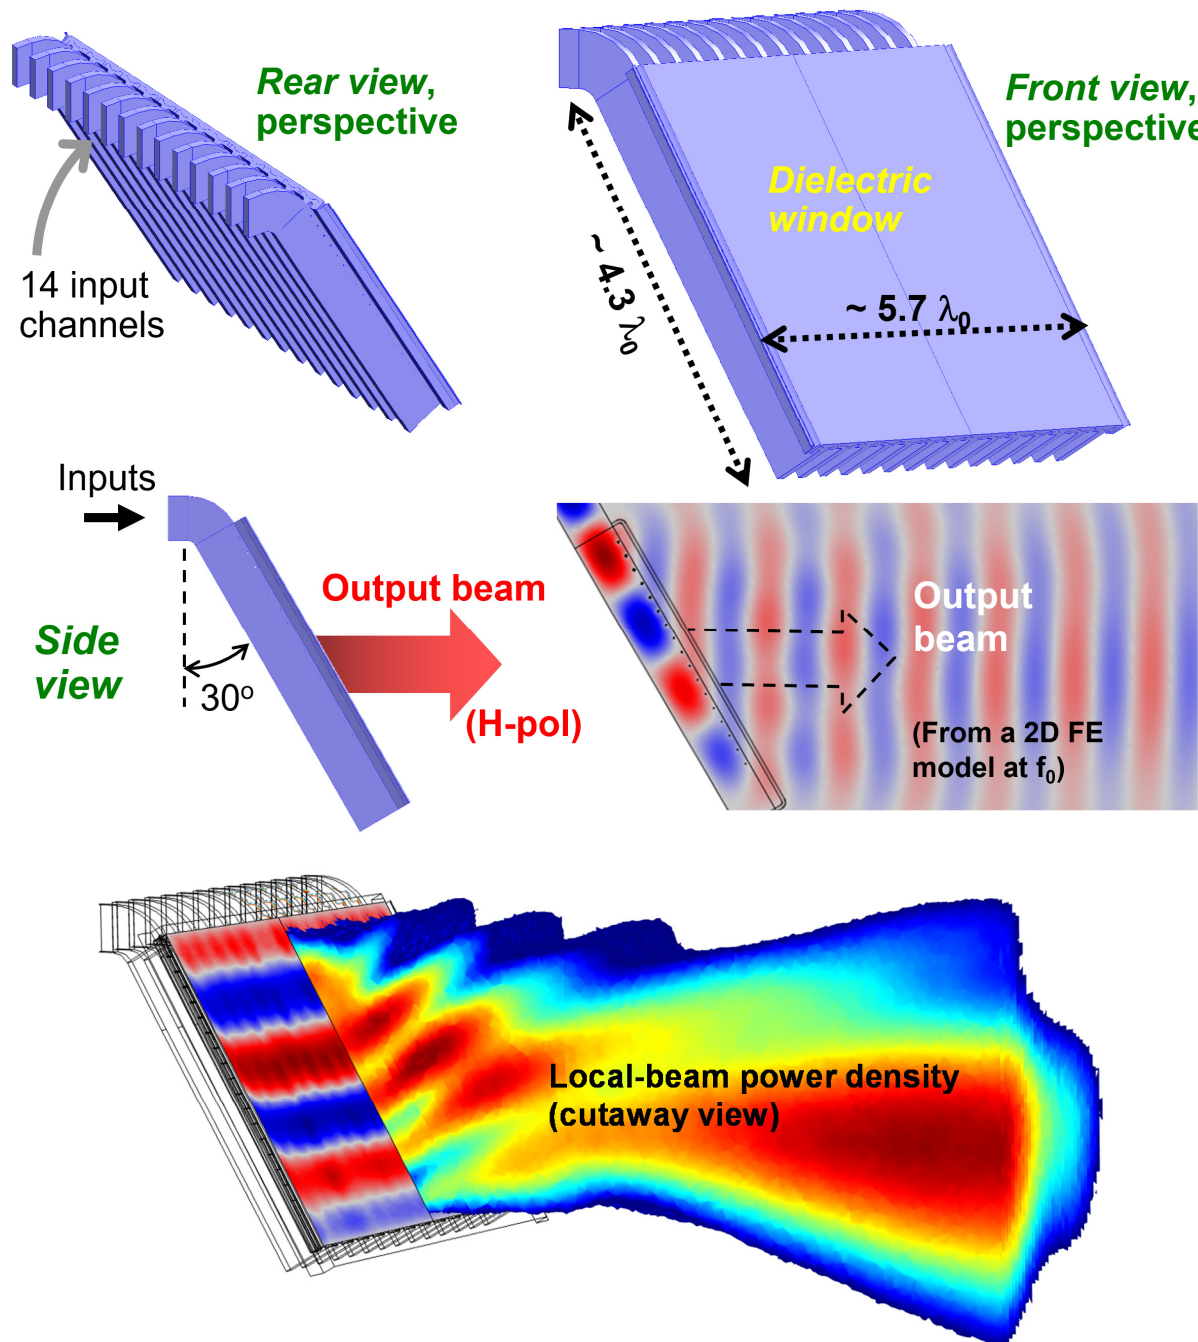 Rear view,
perspective
Front view,
perspective
Dielectric
window
14 input
channels
~ 4.3 λ₀
~ 5.7 λ₀
Inputs
Side
view
30º
Output beam
(H-pol)
Output
beam
(From a 2D FE
model at f₀)
Local-beam power density
(cutaway view)